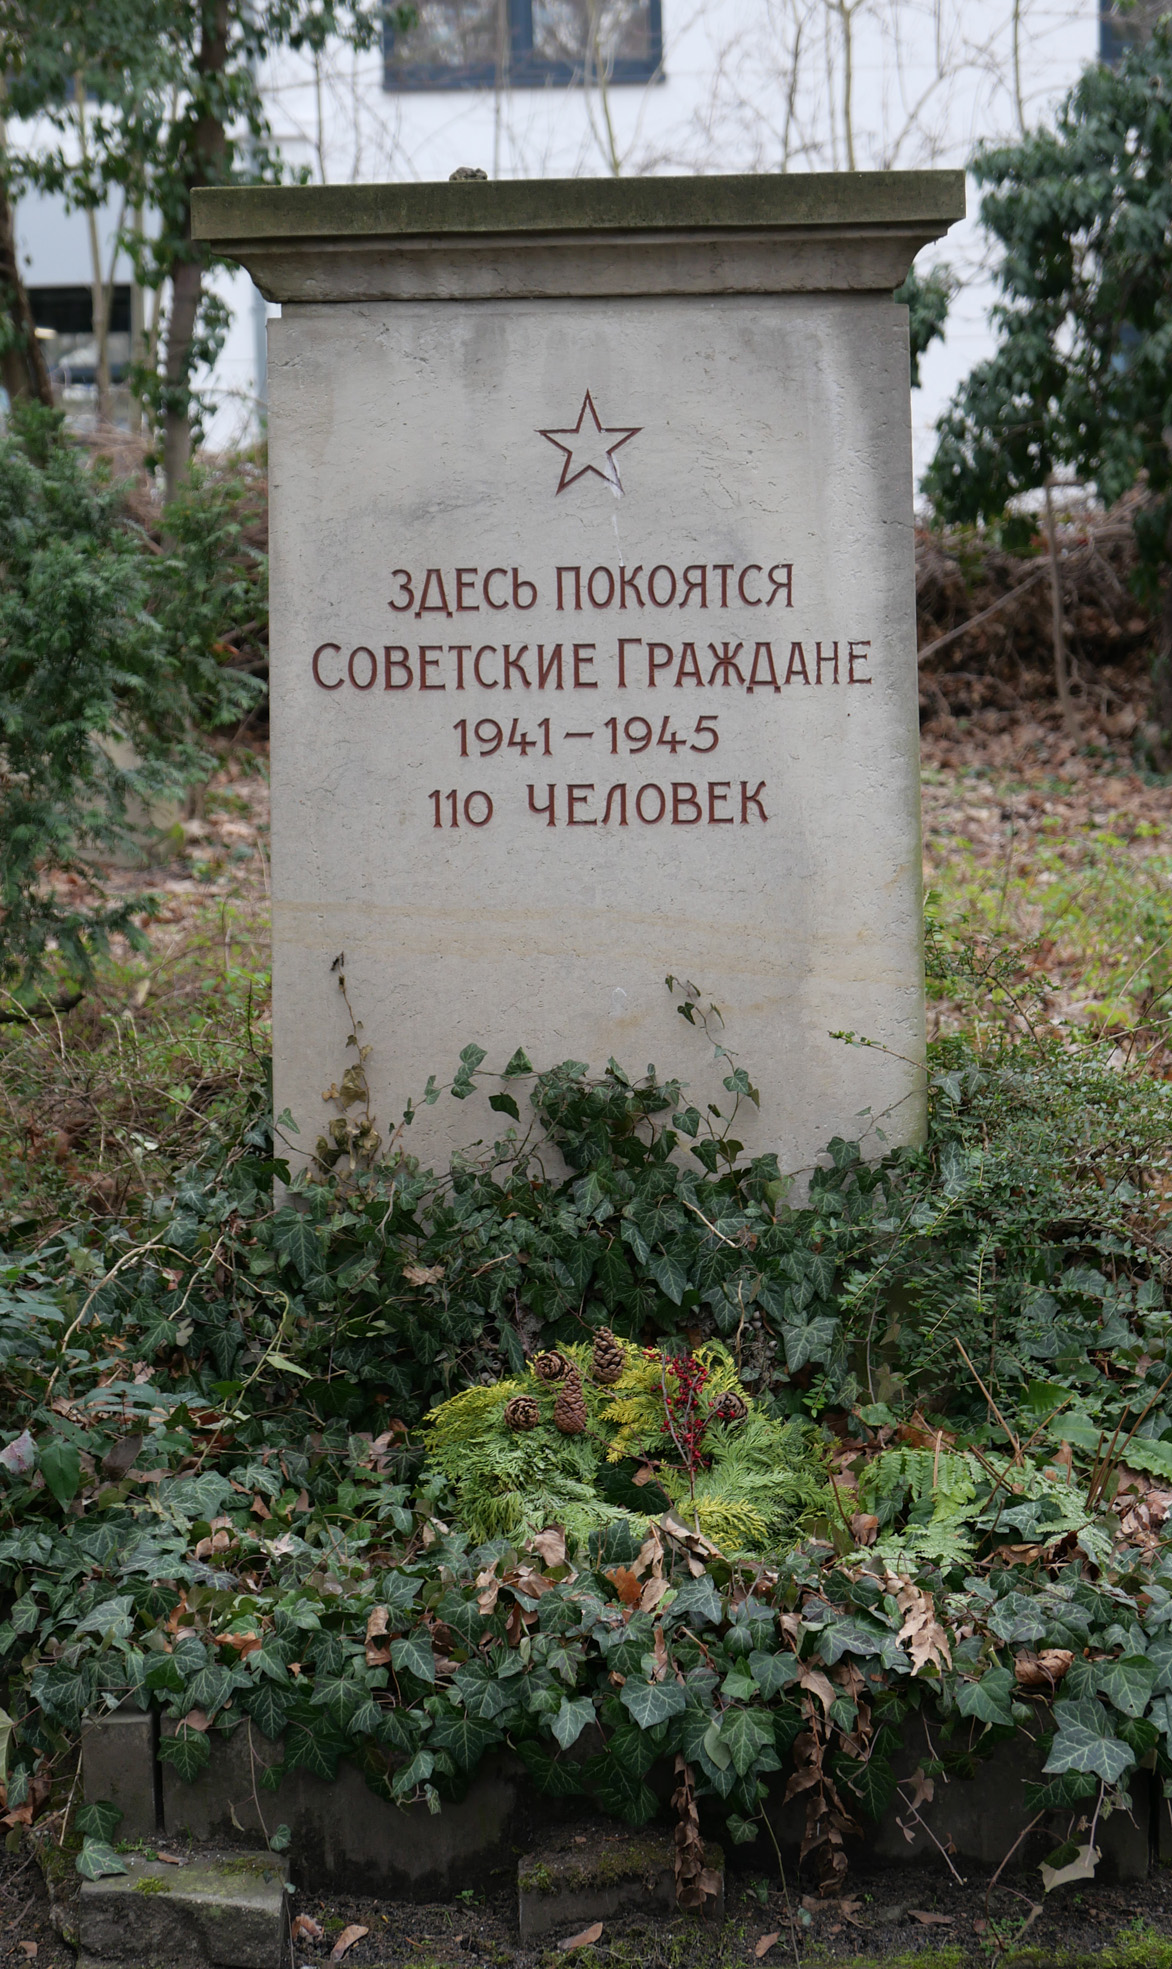 ЗДЕСЬ ПОКОЯТСЯ
СОВЕТСКИЕ ГРАЖДАНЕ
1941–1945
110 ЧЕЛОВЕК